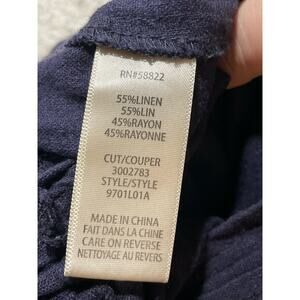 RN#58822
55%LINEN
55%LIN
45%RAYON
45%RAYONNE
CUT/COUPER
3002783
STYLE/STYLE
9701L01A
MADE IN CHINA
FAIT DANS LA CHINE
CARE ON REVERSE
NETTOYAGE AU REVERS